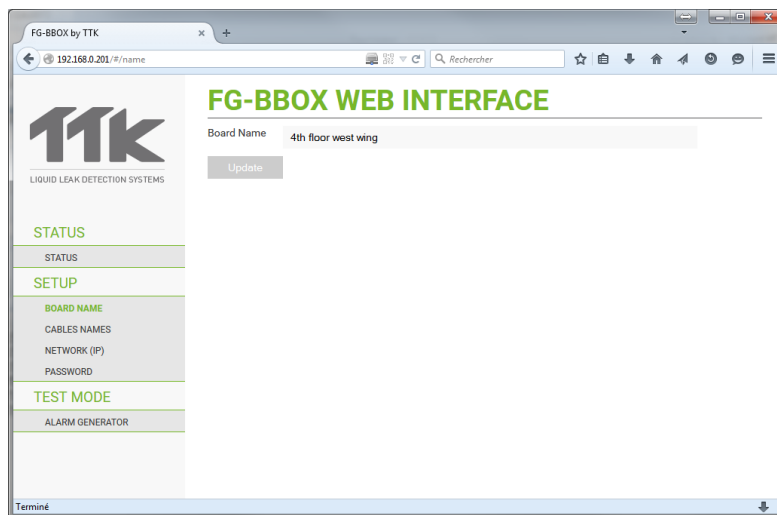 FG-BBOX by TTK
192.168.0.201/#/name
Rechercher
TTK
LIQUID LEAK DETECTION SYSTEMS
FG-BBOX WEB INTERFACE
Board Name
4th floor west wing
Update
STATUS
STATUS
SETUP
BOARD NAME
CABLES NAMES
NETWORK (IP)
PASSWORD
TEST MODE
ALARM GENERATOR
Terminé